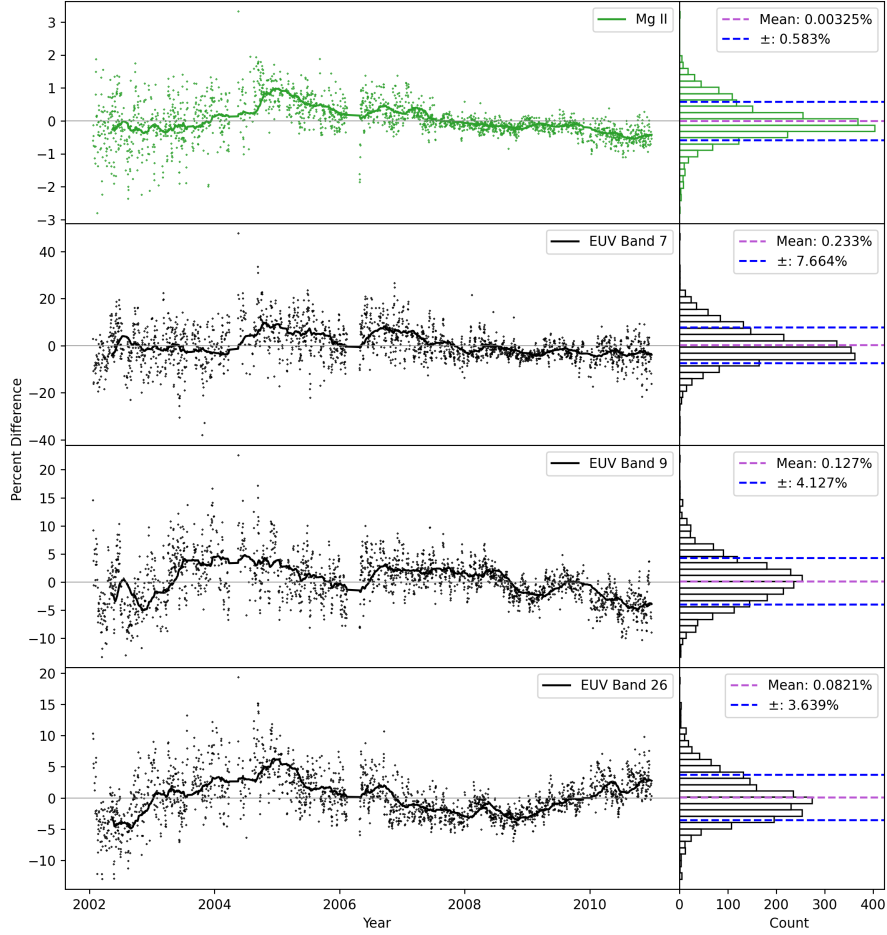 Mg II
Mean: 0.00325%
±: 0.583%
3
2
1
0
−1
−2
−3
EUV Band 7
Mean: 0.233%
±: 7.664%
40
20
0
−20
−40
EUV Band 9
Mean: 0.127%
±: 4.127%
20
15
10
5
0
−5
−10
EUV Band 26
Mean: 0.0821%
±: 3.639%
20
15
10
5
0
−5
−10
Percent Difference
2002 2004 2006 2008 2010
0 100 200 300 400
Year
Count